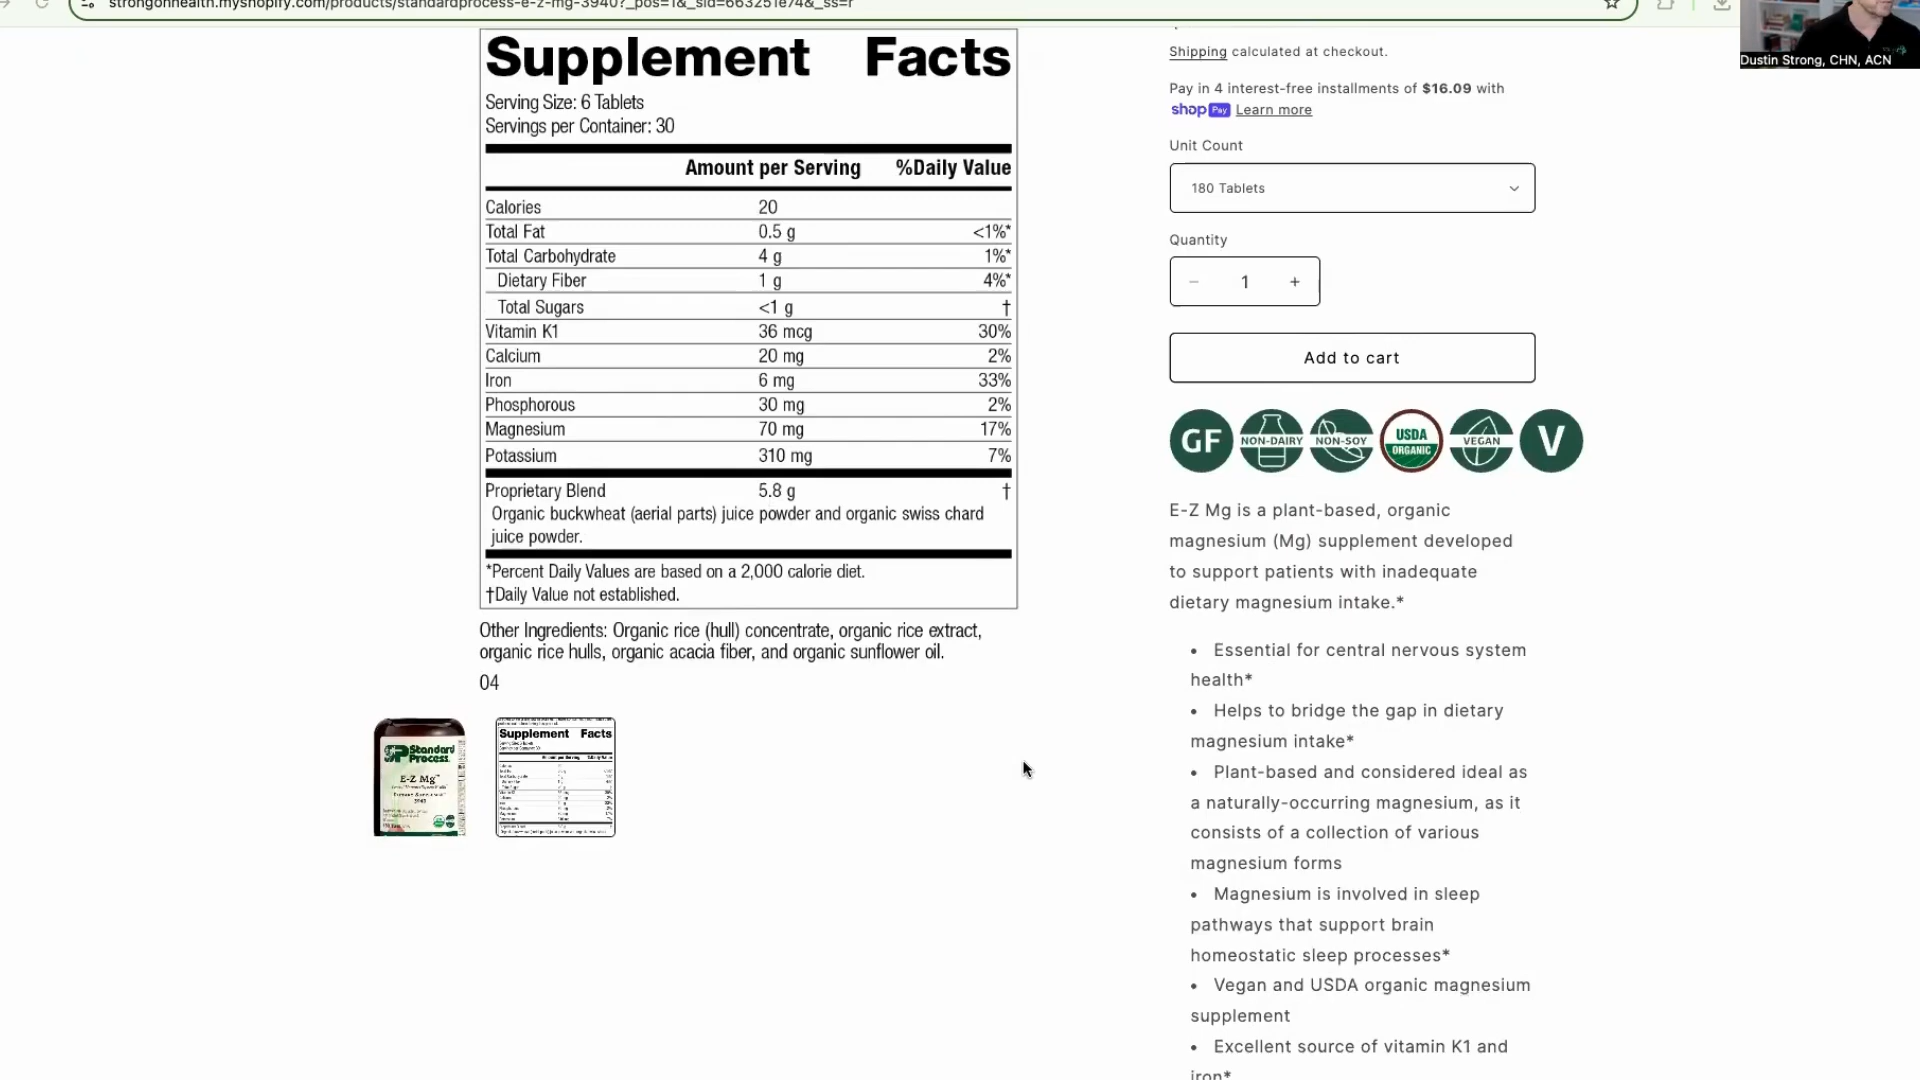 strongonhealth.myshopify.com/products/standardprocess-e-z-mg-3940?_pos=1&_sid=663251e74&_ss=r
Dustin Strong, CHN, ACN
Supplement Facts
Serving Size: 6 Tablets
Servings per Container: 30
Amount per Serving %Daily Value
Calories 20
Total Fat 0.5 g <1%*
Total Carbohydrate 4 g 1%*
Dietary Fiber 1 g 4%*
Total Sugars <1 g †
Vitamin K1 36 mcg 30%
Calcium 20 mg 2%
Iron 6 mg 33%
Phosphorous 30 mg 2%
Magnesium 70 mg 17%
Potassium 310 mg 7%
Proprietary Blend 5.8 g †
Organic buckwheat (aerial parts) juice powder and organic swiss chard
juice powder.
*Percent Daily Values are based on a 2,000 calorie diet.
†Daily Value not established.
Other Ingredients: Organic rice (hull) concentrate, organic rice extract,
organic rice hulls, organic acacia fiber, and organic sunflower oil.
04
SP Standard
Process
E-Z Mg™
3940
Supplement Facts
Shipping calculated at checkout.
Pay in 4 interest-free installments of $16.09 with
shop Pay Learn more
Unit Count
180 Tablets
Quantity
− 1 +
Add to cart
GF NON-DAIRY NON-SOY USDA ORGANIC VEGAN V
E-Z Mg is a plant-based, organic
magnesium (Mg) supplement developed
to support patients with inadequate
dietary magnesium intake.*
• Essential for central nervous system
health*
• Helps to bridge the gap in dietary
magnesium intake*
• Plant-based and considered ideal as
a naturally-occurring magnesium, as it
consists of a collection of various
magnesium forms
• Magnesium is involved in sleep
pathways that support brain
homeostatic sleep processes*
• Vegan and USDA organic magnesium
supplement
• Excellent source of vitamin K1 and
iron*